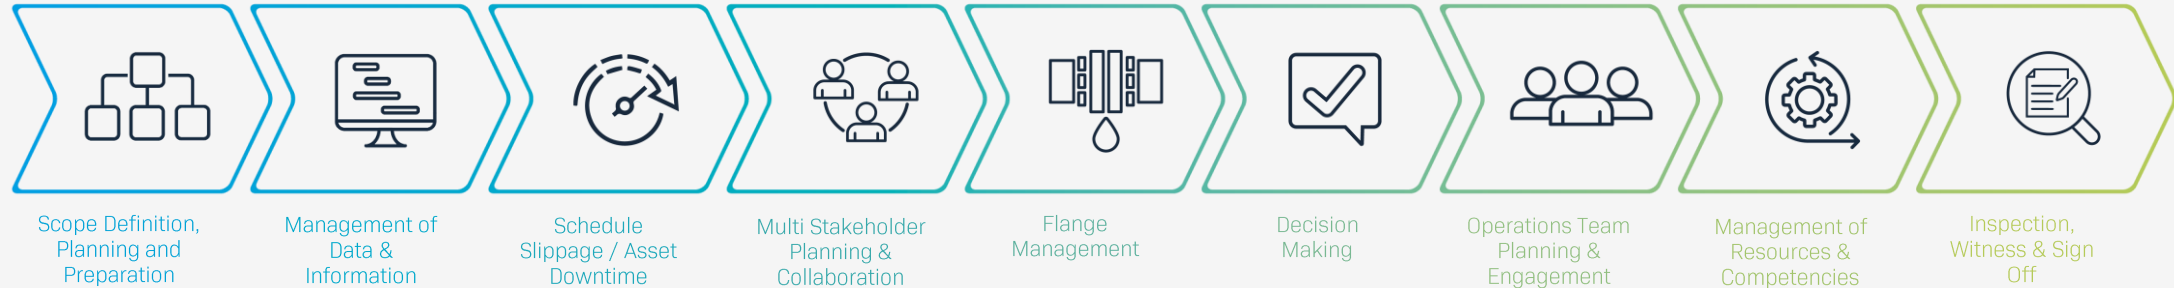 Scope Definition,
Planning and
Preparation
Management of
Data &
Information
Schedule
Slippage / Asset
Downtime
Multi Stakeholder
Planning &
Collaboration
Flange
Management
Decision
Making
Operations Team
Planning &
Engagement
Management of
Resources &
Competencies
Inspection,
Witness & Sign
Off